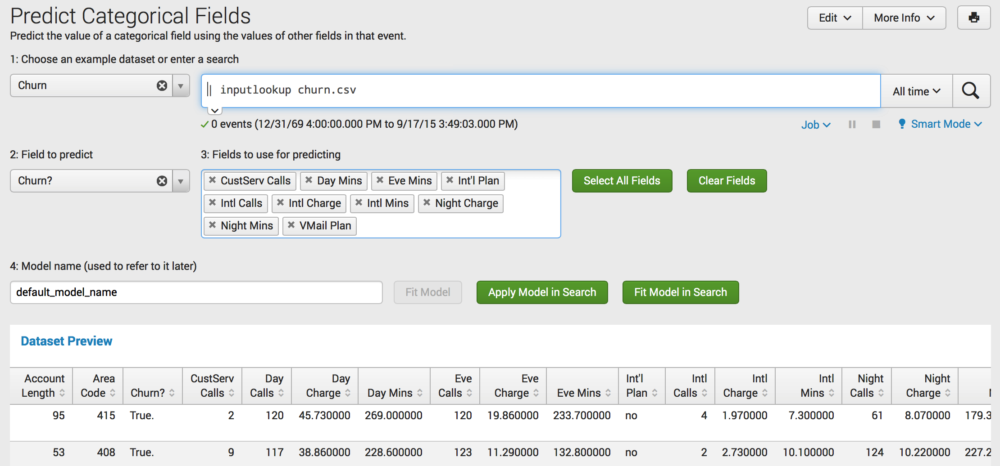 Predict Categorical Fields
Edit More Info
Predict the value of a categorical field using the values of other fields in that event.
1: Choose an example dataset or enter a search
Churn
| inputlookup churn.csv
All time
0 events (12/31/69 4:00:00.000 PM to 9/17/15 3:49:03.000 PM)
Job Smart Mode
2: Field to predict
3: Fields to use for predicting
Churn?
CustServ Calls Day Mins Eve Mins Int'l Plan
Intl Calls Intl Charge Intl Mins Night Charge
Night Mins VMail Plan
Select All Fields Clear Fields
4: Model name (used to refer to it later)
default_model_name
Fit Model Apply Model in Search Fit Model in Search
Dataset Preview
Account Length Area Code Churn? CustServ Calls Day Calls Day Charge Day Mins Eve Calls Eve Charge Eve Mins Int'l Plan Intl Calls Intl Charge Intl Mins Night Calls Night Charge
95 415 True. 2 120 45.730000 269.000000 120 19.860000 233.700000 no 4 1.970000 7.300000 61 8.070000 179.3
53 408 True. 9 117 38.860000 228.600000 123 11.290000 132.800000 no 2 2.730000 10.100000 124 10.220000 227.2